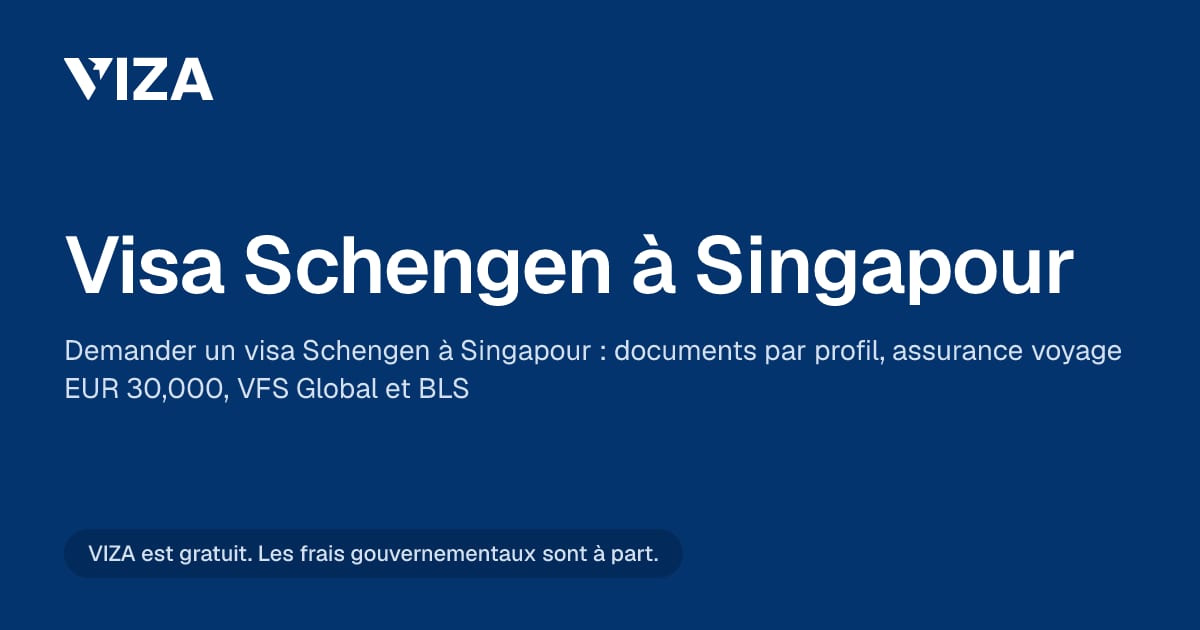 VIZA
Visa Schengen à Singapour
Demander un visa Schengen à Singapour : documents par profil, assurance voyage
EUR 30,000, VFS Global et BLS
VIZA est gratuit. Les frais gouvernementaux sont à part.